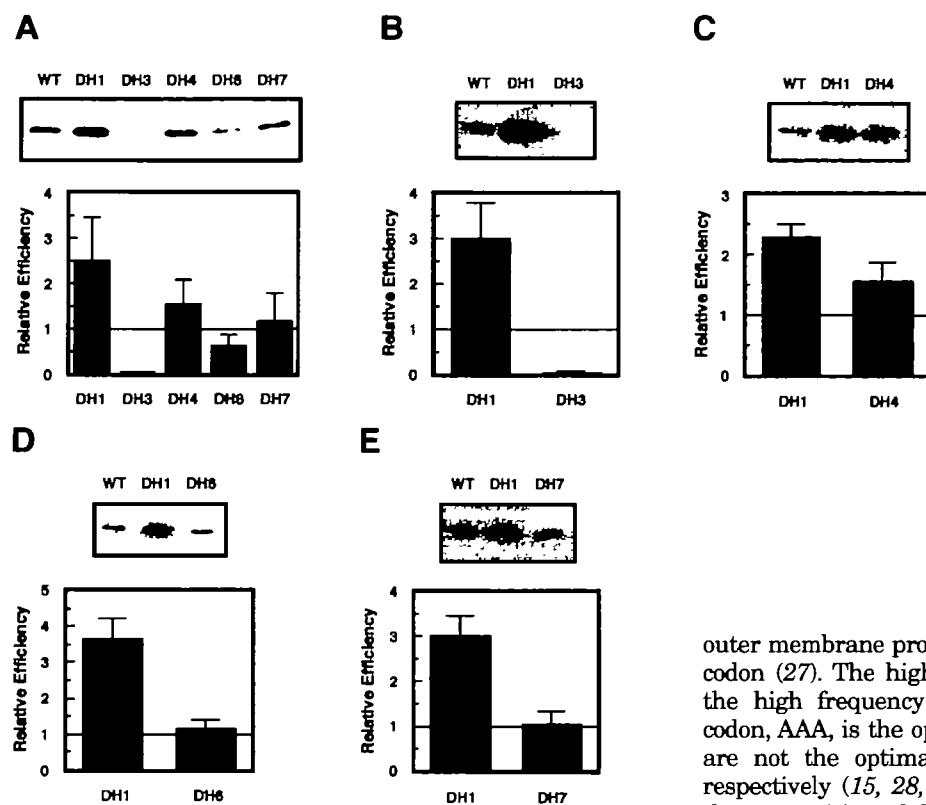 A
WT DH1 DH3 DH4 DH6 DH7
4
3
2
1
0
Relative Efficiency
DH1 DH3 DH4 DH6 DH7
B
WT DH1 DH3
4
3
2
1
0
Relative Efficiency
DH1 DH3
C
WT DH1 DH4
3
2
1
0
Relative Efficiency
DH1 DH4
D
WT DH1 DH6
5
4
3
2
1
0
Relative Efficiency
DH1 DH6
E
WT DH1 DH7
4
3
2
1
0
Relative Efficiency
DH1 DH7
outer membrane pro
codon (27). The high
the high frequency
codon, AAA, is the op
are not the optima
respectively (15, 28,